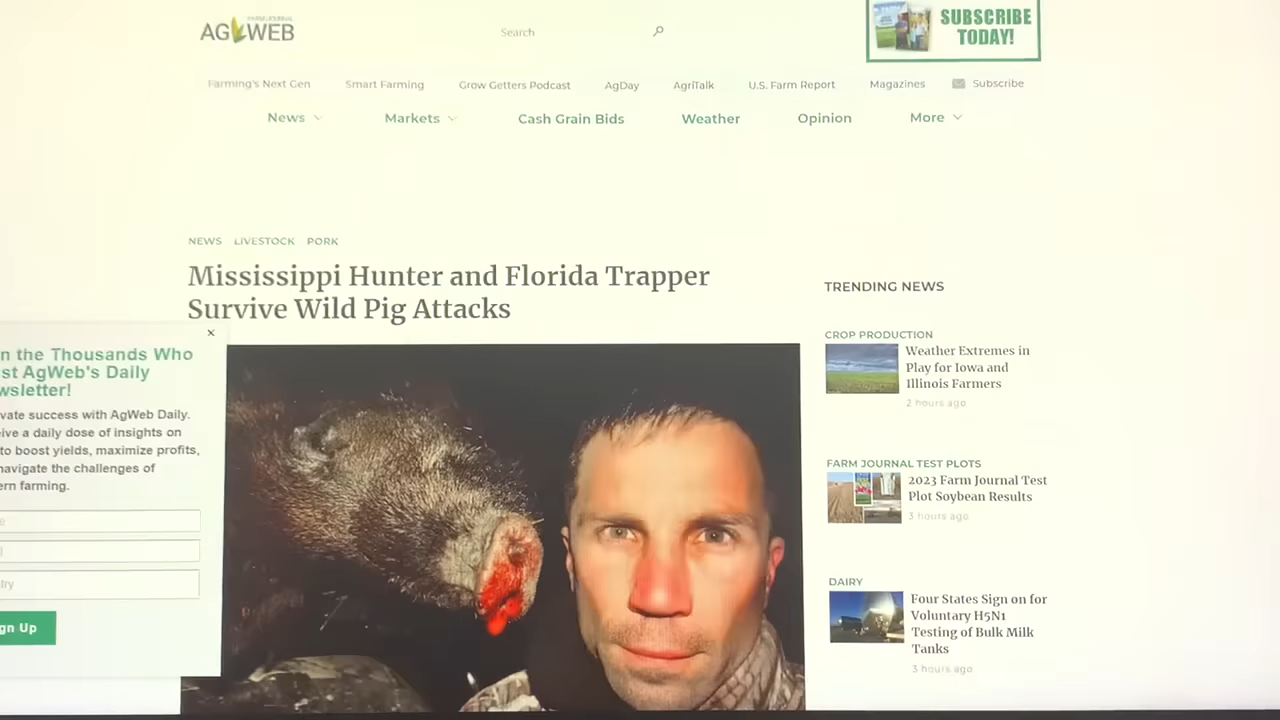 FARM JOURNAL
AGWEB
Search
SUBSCRIBE
TODAY!
Farming's Next Gen
Smart Farming
Grow Getters Podcast
AgDay
AgriTalk
U.S. Farm Report
Magazines
Subscribe
News
Markets
Cash Grain Bids
Weather
Opinion
More
NEWS LIVESTOCK PORK
Mississippi Hunter and Florida Trapper
Survive Wild Pig Attacks
×
n the Thousands Who
st AgWeb's Daily
wsletter!
vate success with AgWeb Daily.
eive a daily dose of insights on
to boost yields, maximize profits,
navigate the challenges of
ern farming.
gn Up
TRENDING NEWS
CROP PRODUCTION
Weather Extremes in
Play for Iowa and
Illinois Farmers
2 hours ago
FARM JOURNAL TEST PLOTS
2023 Farm Journal Test
Plot Soybean Results
3 hours ago
DAIRY
Four States Sign on for
Voluntary H5N1
Testing of Bulk Milk
Tanks
3 hours ago